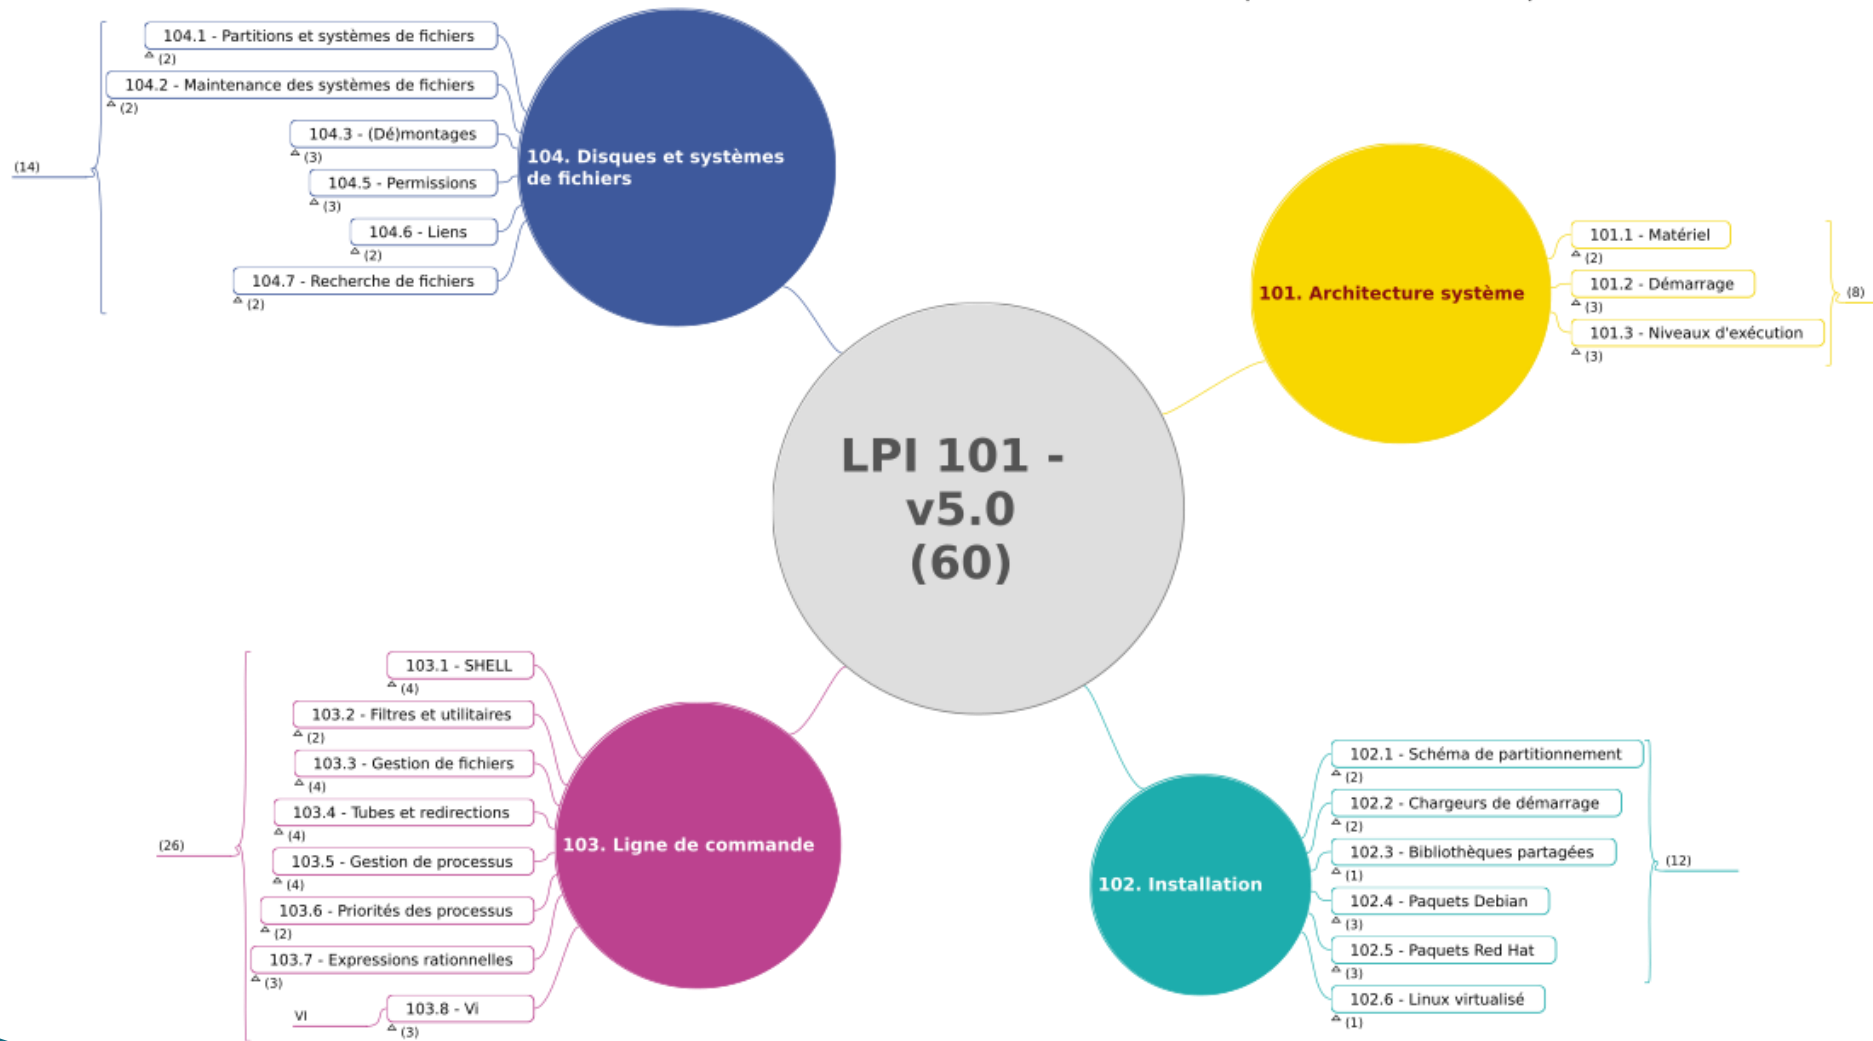 LPI 101 -
v5.0
(60)
101. Architecture système
101.1 - Matériel
(2)
101.2 - Démarrage
(3)
101.3 - Niveaux d'exécution
(3)
(8)
102. Installation
102.1 - Schéma de partitionnement
(2)
102.2 - Chargeurs de démarrage
(2)
102.3 - Bibliothèques partagées
(1)
102.4 - Paquets Debian
(3)
102.5 - Paquets Red Hat
(3)
102.6 - Linux virtualisé
(1)
(12)
103. Ligne de commande
103.1 - SHELL
(4)
103.2 - Filtres et utilitaires
(2)
103.3 - Gestion de fichiers
(4)
103.4 - Tubes et redirections
(4)
103.5 - Gestion de processus
(4)
103.6 - Priorités des processus
(2)
103.7 - Expressions rationnelles
(3)
103.8 - Vi
(3)
VI
(26)
104. Disques et systèmes
de fichiers
104.1 - Partitions et systèmes de fichiers
(2)
104.2 - Maintenance des systèmes de fichiers
(2)
104.3 - (Dé)montages
(3)
104.5 - Permissions
(3)
104.6 - Liens
(2)
104.7 - Recherche de fichiers
(2)
(14)